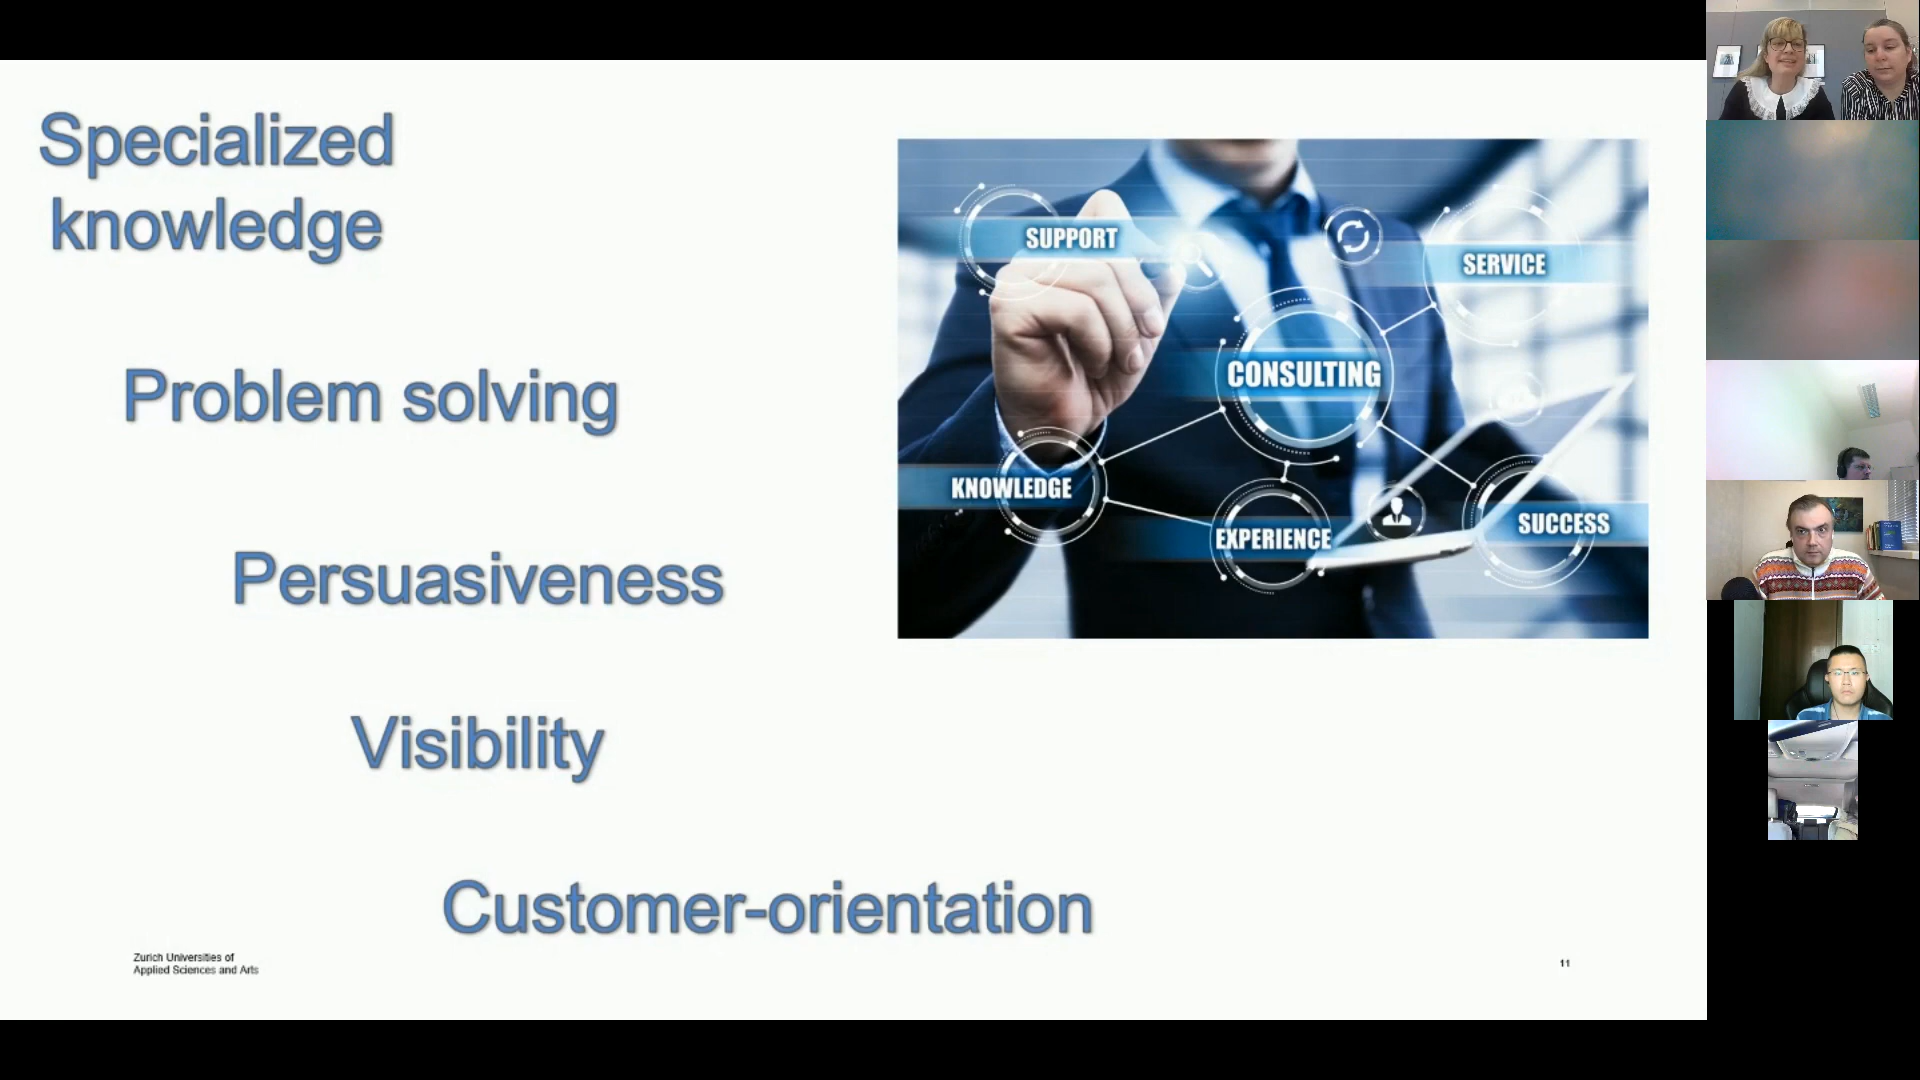 Specialized
knowledge
Problem solving
Persuasiveness
Visibility
Customer-orientation
SUPPORT
SERVICE
CONSULTING
KNOWLEDGE
EXPERIENCE
SUCCESS
Zurich Universities of
Applied Sciences and Arts
11